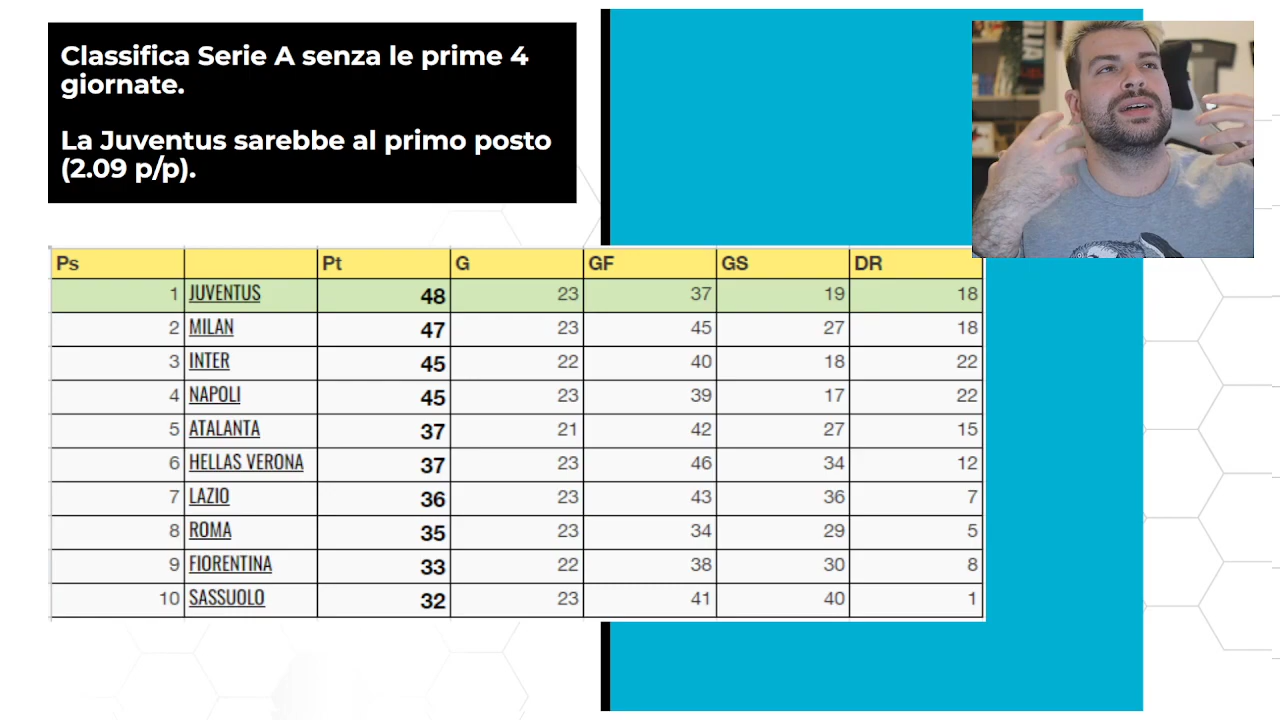 Classifica Serie A senza le prime 4
giornate.
La Juventus sarebbe al primo posto
(2.09 p/p).
Ps Pt G GF GS DR
1 JUVENTUS 48 23 37 19 18
2 MILAN 47 23 45 27 18
3 INTER 45 22 40 18 22
4 NAPOLI 45 23 39 17 22
5 ATALANTA 37 21 42 27 15
6 HELLAS VERONA 37 23 46 34 12
7 LAZIO 36 23 43 36 7
8 ROMA 35 23 34 29 5
9 FIORENTINA 33 22 38 30 8
10 SASSUOLO 32 23 41 40 1